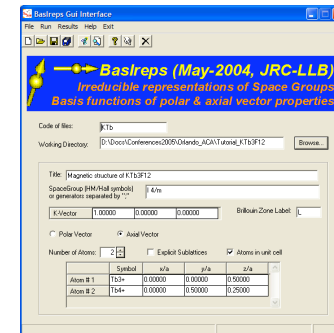 BasIreps Gui Interface
File Run Results Help Exit
BasIreps (May-2004, JRC-LLB)
Irreducible representations of Space Groups
Basis functions of polar & axial vector properties
Code of files: KTb
Working Directory: D:\Docs\Conferences2005\Orlando_ACA\Tutorial_KTb3F12 Browse...
Title: Magnetic structure of KTb3F12
SpaceGroup (HM/Hall symbols) I 4/m
or generators separated by ";"
K-Vector 1.00000 0.00000 0.00000 Brillouin Zone Label: L
Polar Vector Axial Vector
Number of Atoms: 2 Explicit Sublattices Atoms in unit cell
Symbol x/a y/a z/a
Atom # 1 Tb3+ 0.00000 0.00000 0.50000
Atom # 2 Tb4+ 0.00000 0.50000 0.25000